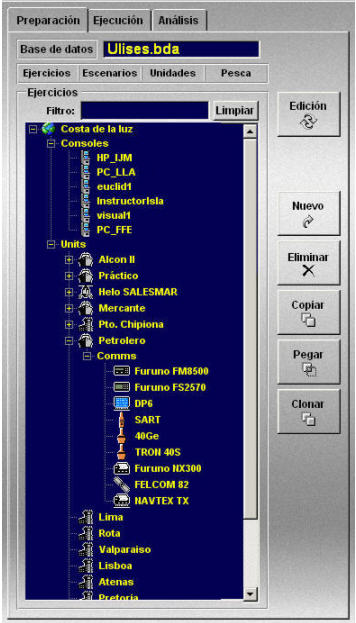 Preparación Ejecución Análisis
Base de datos Ulises.bda
Ejercicios Escenarios Unidades Pesca
Ejercicios
Filtro: Limpiar
Costa de la luz
Consoles
HP_IJM
PC_LLA
euclid1
InstructorIsla
visual1
PC_FFE
Units
Alcon II
Práctico
Helo SALESMAR
Mercante
Pto. Chipiona
Petrolero
Comms
Furuno FM8500
Furuno FS2570
DP6
SART
40Ge
TRON 40S
Furuno NX300
FELCOM 82
NAVTEX TX
Lima
Rota
Valparaiso
Lisboa
Atenas
Pretoria
Edición
Nuevo
Eliminar
Copiar
Pegar
Clonar